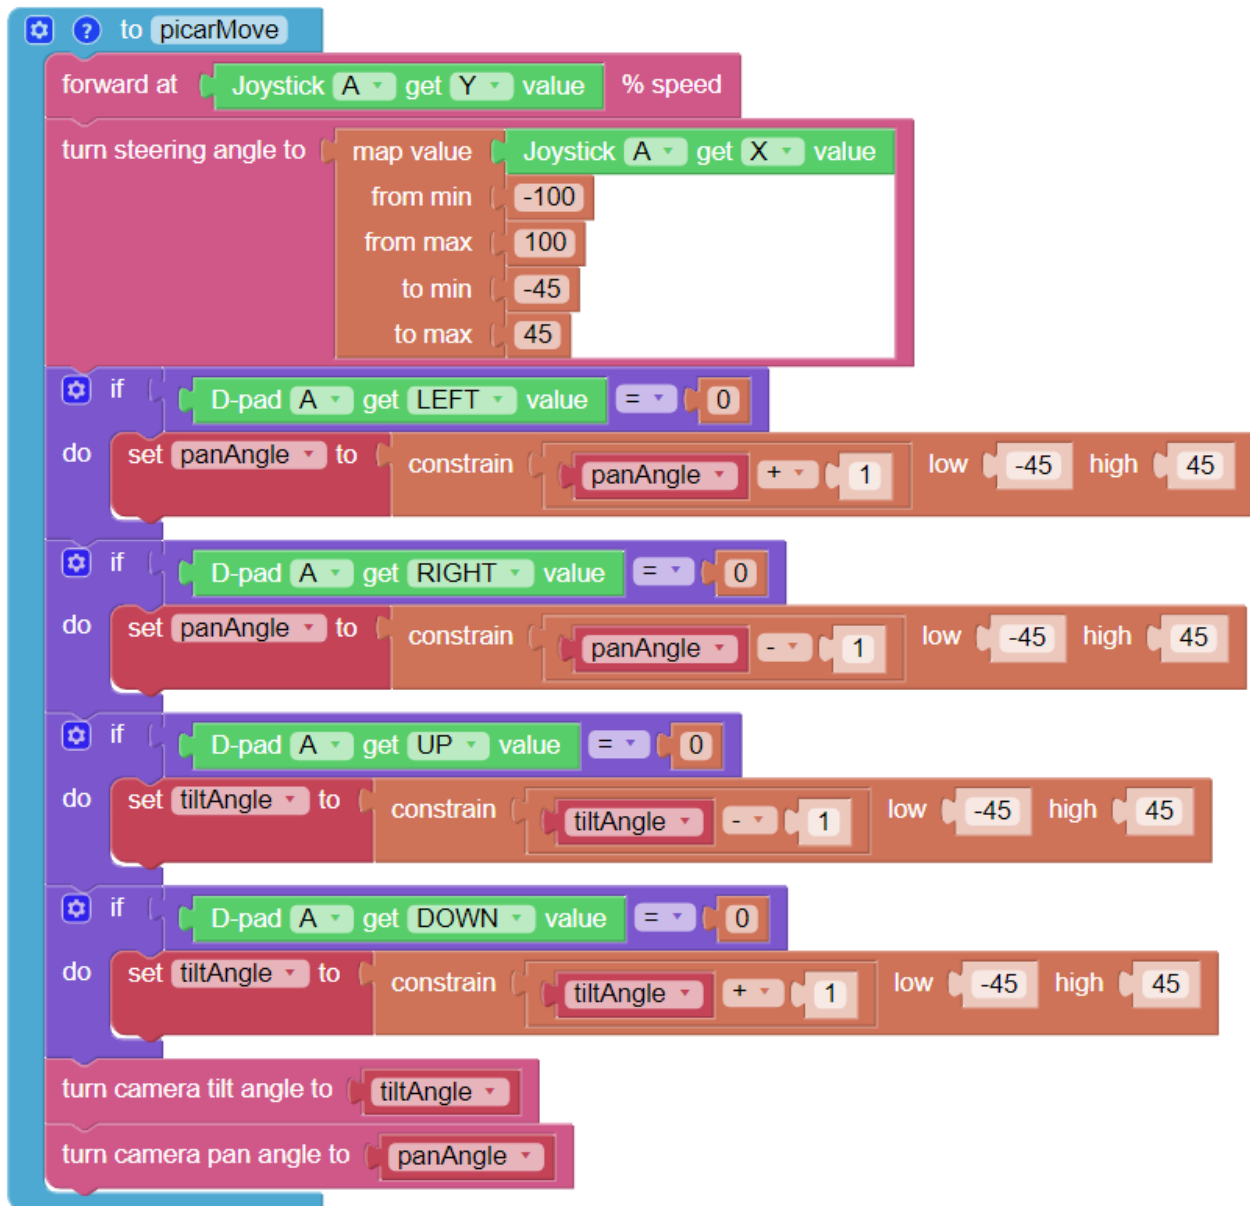 ? to picarMove
forward at Joystick A get Y value % speed
turn steering angle to map value Joystick A get X value
from min -100
from max 100
to min -45
to max 45
if D-pad A get LEFT value = 0
do set panAngle to constrain panAngle + 1 low -45 high 45
if D-pad A get RIGHT value = 0
do set panAngle to constrain panAngle - 1 low -45 high 45
if D-pad A get UP value = 0
do set tiltAngle to constrain tiltAngle - 1 low -45 high 45
if D-pad A get DOWN value = 0
do set tiltAngle to constrain tiltAngle + 1 low -45 high 45
turn camera tilt angle to tiltAngle
turn camera pan angle to panAngle